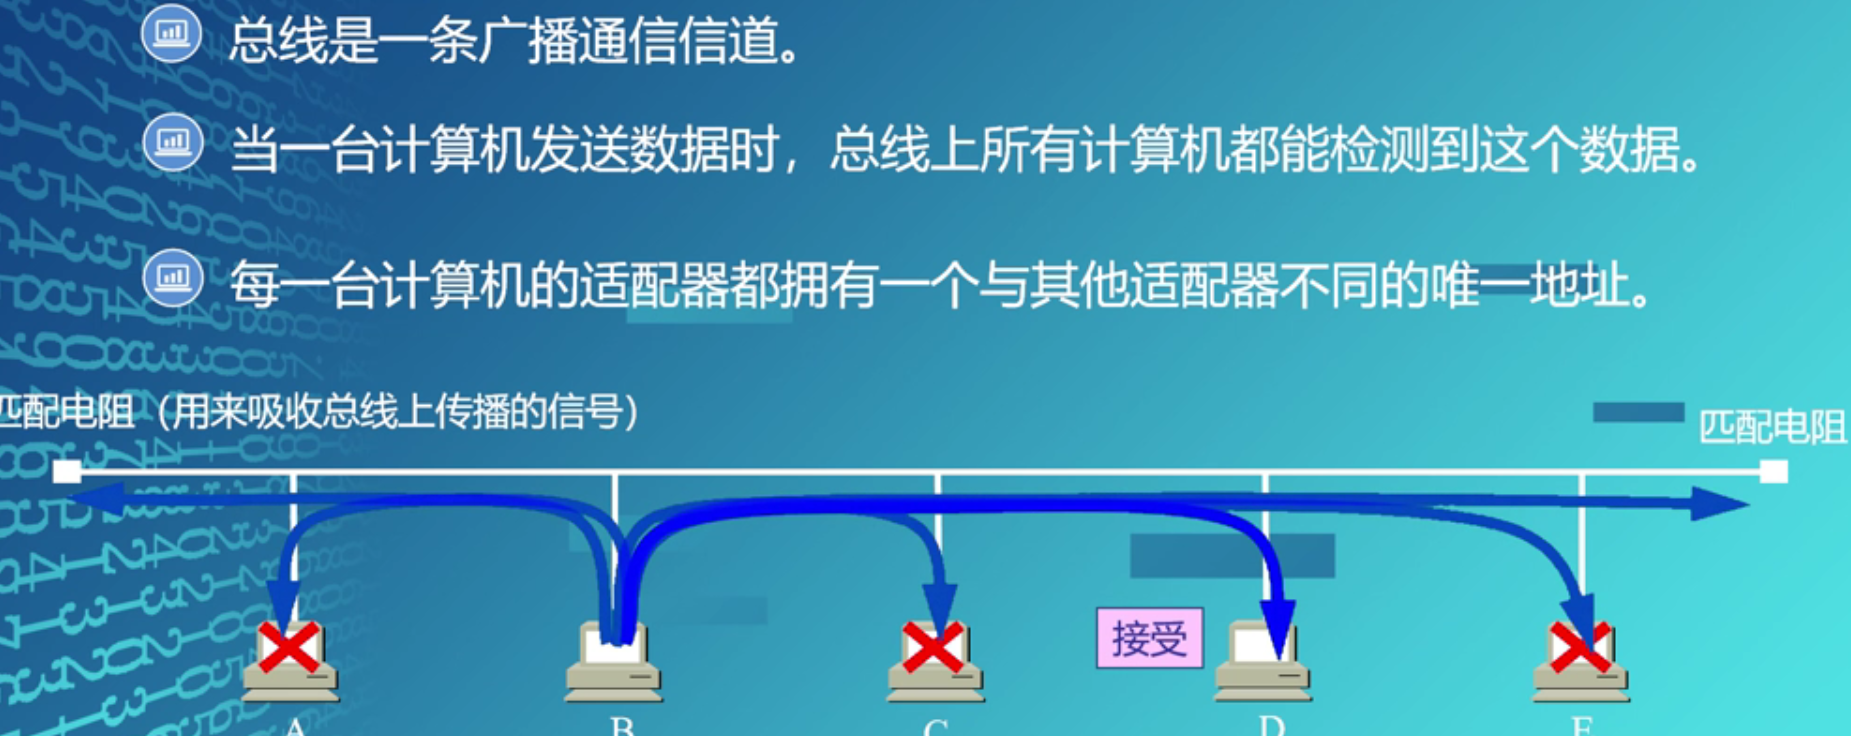 总线是一条广播通信信道。
当一台计算机发送数据时，总线上所有计算机都能检测到这个数据。
每一台计算机的适配器都拥有一个与其他适配器不同的唯一地址。
匹配电阻（用来吸收总线上传播的信号）
匹配电阻
接受
A B C D E